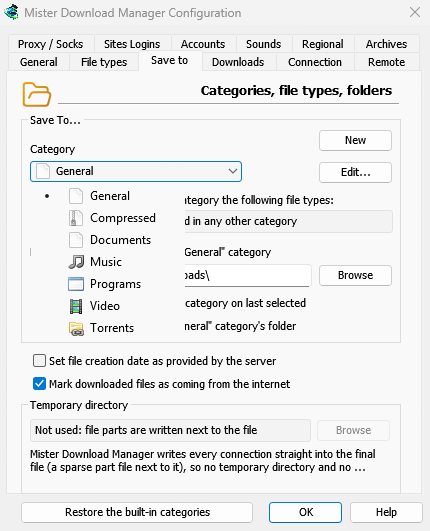 Mister Download Manager Configuration
Proxy / Socks
Sites Logins
Accounts
Sounds
Regional
Archives
General
File types
Save to
Downloads
Connection
Remote
Categories, file types, folders
Save To...
New
Category
General
Edit...
General
Compressed
Documents
Music
Programs
Video
Torrents
ategory the following file types:
d in any other category
General" category
oads\
Browse
category on last selected
neral" category's folder
Set file creation date as provided by the server
Mark downloaded files as coming from the internet
Temporary directory
Not used: file parts are written next to the file
Browse
Mister Download Manager writes every connection straight into the final
file (a sparse part file next to it), so no temporary directory and no ...
Restore the built-in categories
OK
Help